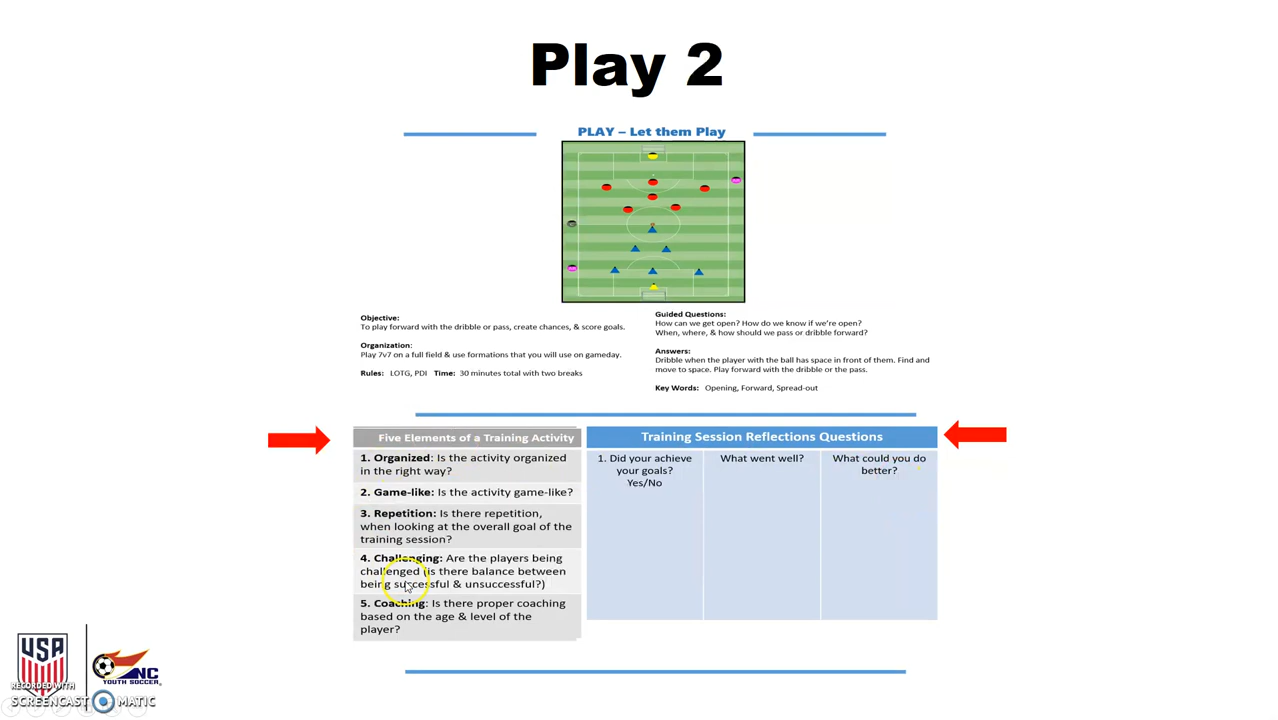 Play 2
PLAY – Let them Play
Objective:
To play forward with the dribble or pass, create chances, & score goals.
Organization:
Play 7v7 on a full field & use formations that you will use on gameday.
Rules: LOTG, PDI Time: 30 minutes total with two breaks
Guided Questions:
How can we get open? How do we know if we're open?
When, where, & how should we pass or dribble forward?
Answers:
Dribble when the player with the ball has space in front of them. Find and
move to space. Play forward with the dribble or the pass.
Key Words: Opening, Forward, Spread-out
Five Elements of a Training Activity
1. Organized: Is the activity organized
in the right way?
2. Game-like: Is the activity game-like?
3. Repetition: Is there repetition,
when looking at the overall goal of the
training session?
4. Challenging: Are the players being
challenged (is there balance between
being successful & unsuccessful?)
5. Coaching: Is there proper coaching
based on the age & level of the
player?
Training Session Reflections Questions
1. Did your achieve
your goals?
Yes/No
What went well?
What could you do
better?
USA
NC
YOUTH SOCCER
RECORDED WITH
SCREENCAST MATIC